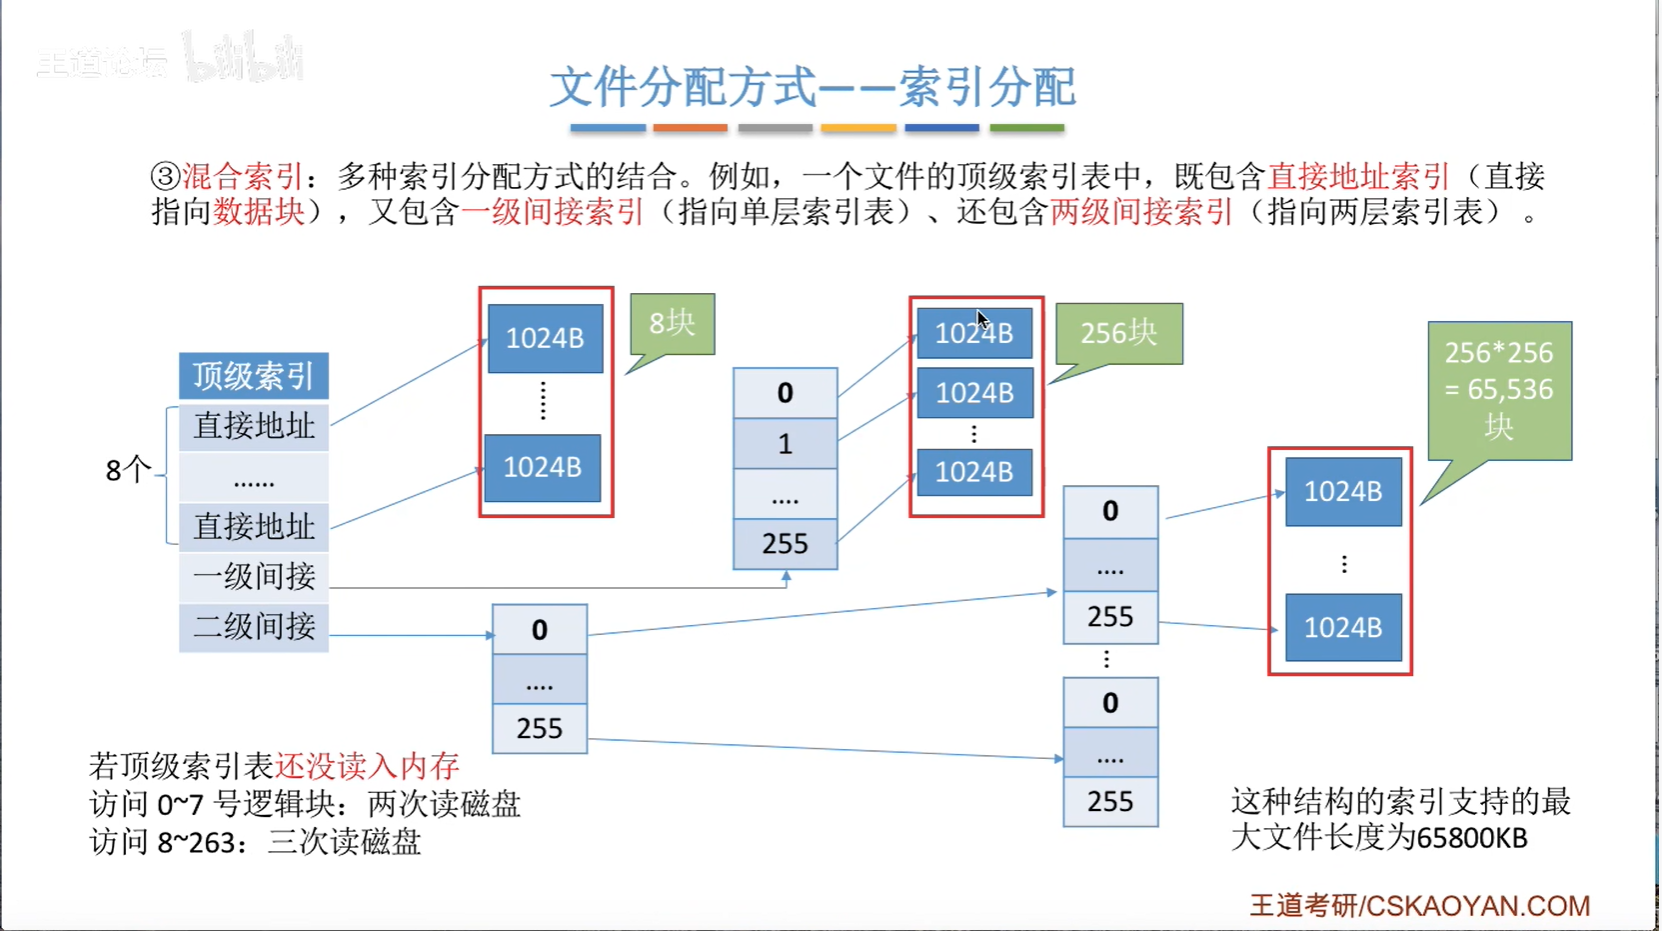 王道论坛 bilibili
文件分配方式——索引分配
③混合索引：多种索引分配方式的结合。例如，一个文件的顶级索引表中，既包含直接地址索引（直接
指向数据块），又包含一级间接索引（指向单层索引表）、还包含两级间接索引（指向两层索引表）。
顶级索引
直接地址
......
直接地址
一级间接
二级间接
8个
1024B
1024B
8块
0
1
....
255
1024B
1024B
1024B
256块
0
....
255
0
....
255
0
....
255
1024B
1024B
256*256
= 65,536
块
若顶级索引表还没读入内存
访问 0~7 号逻辑块：两次读磁盘
访问 8~263：三次读磁盘
这种结构的索引支持的最
大文件长度为65800KB
王道考研/CSKAOYAN.COM